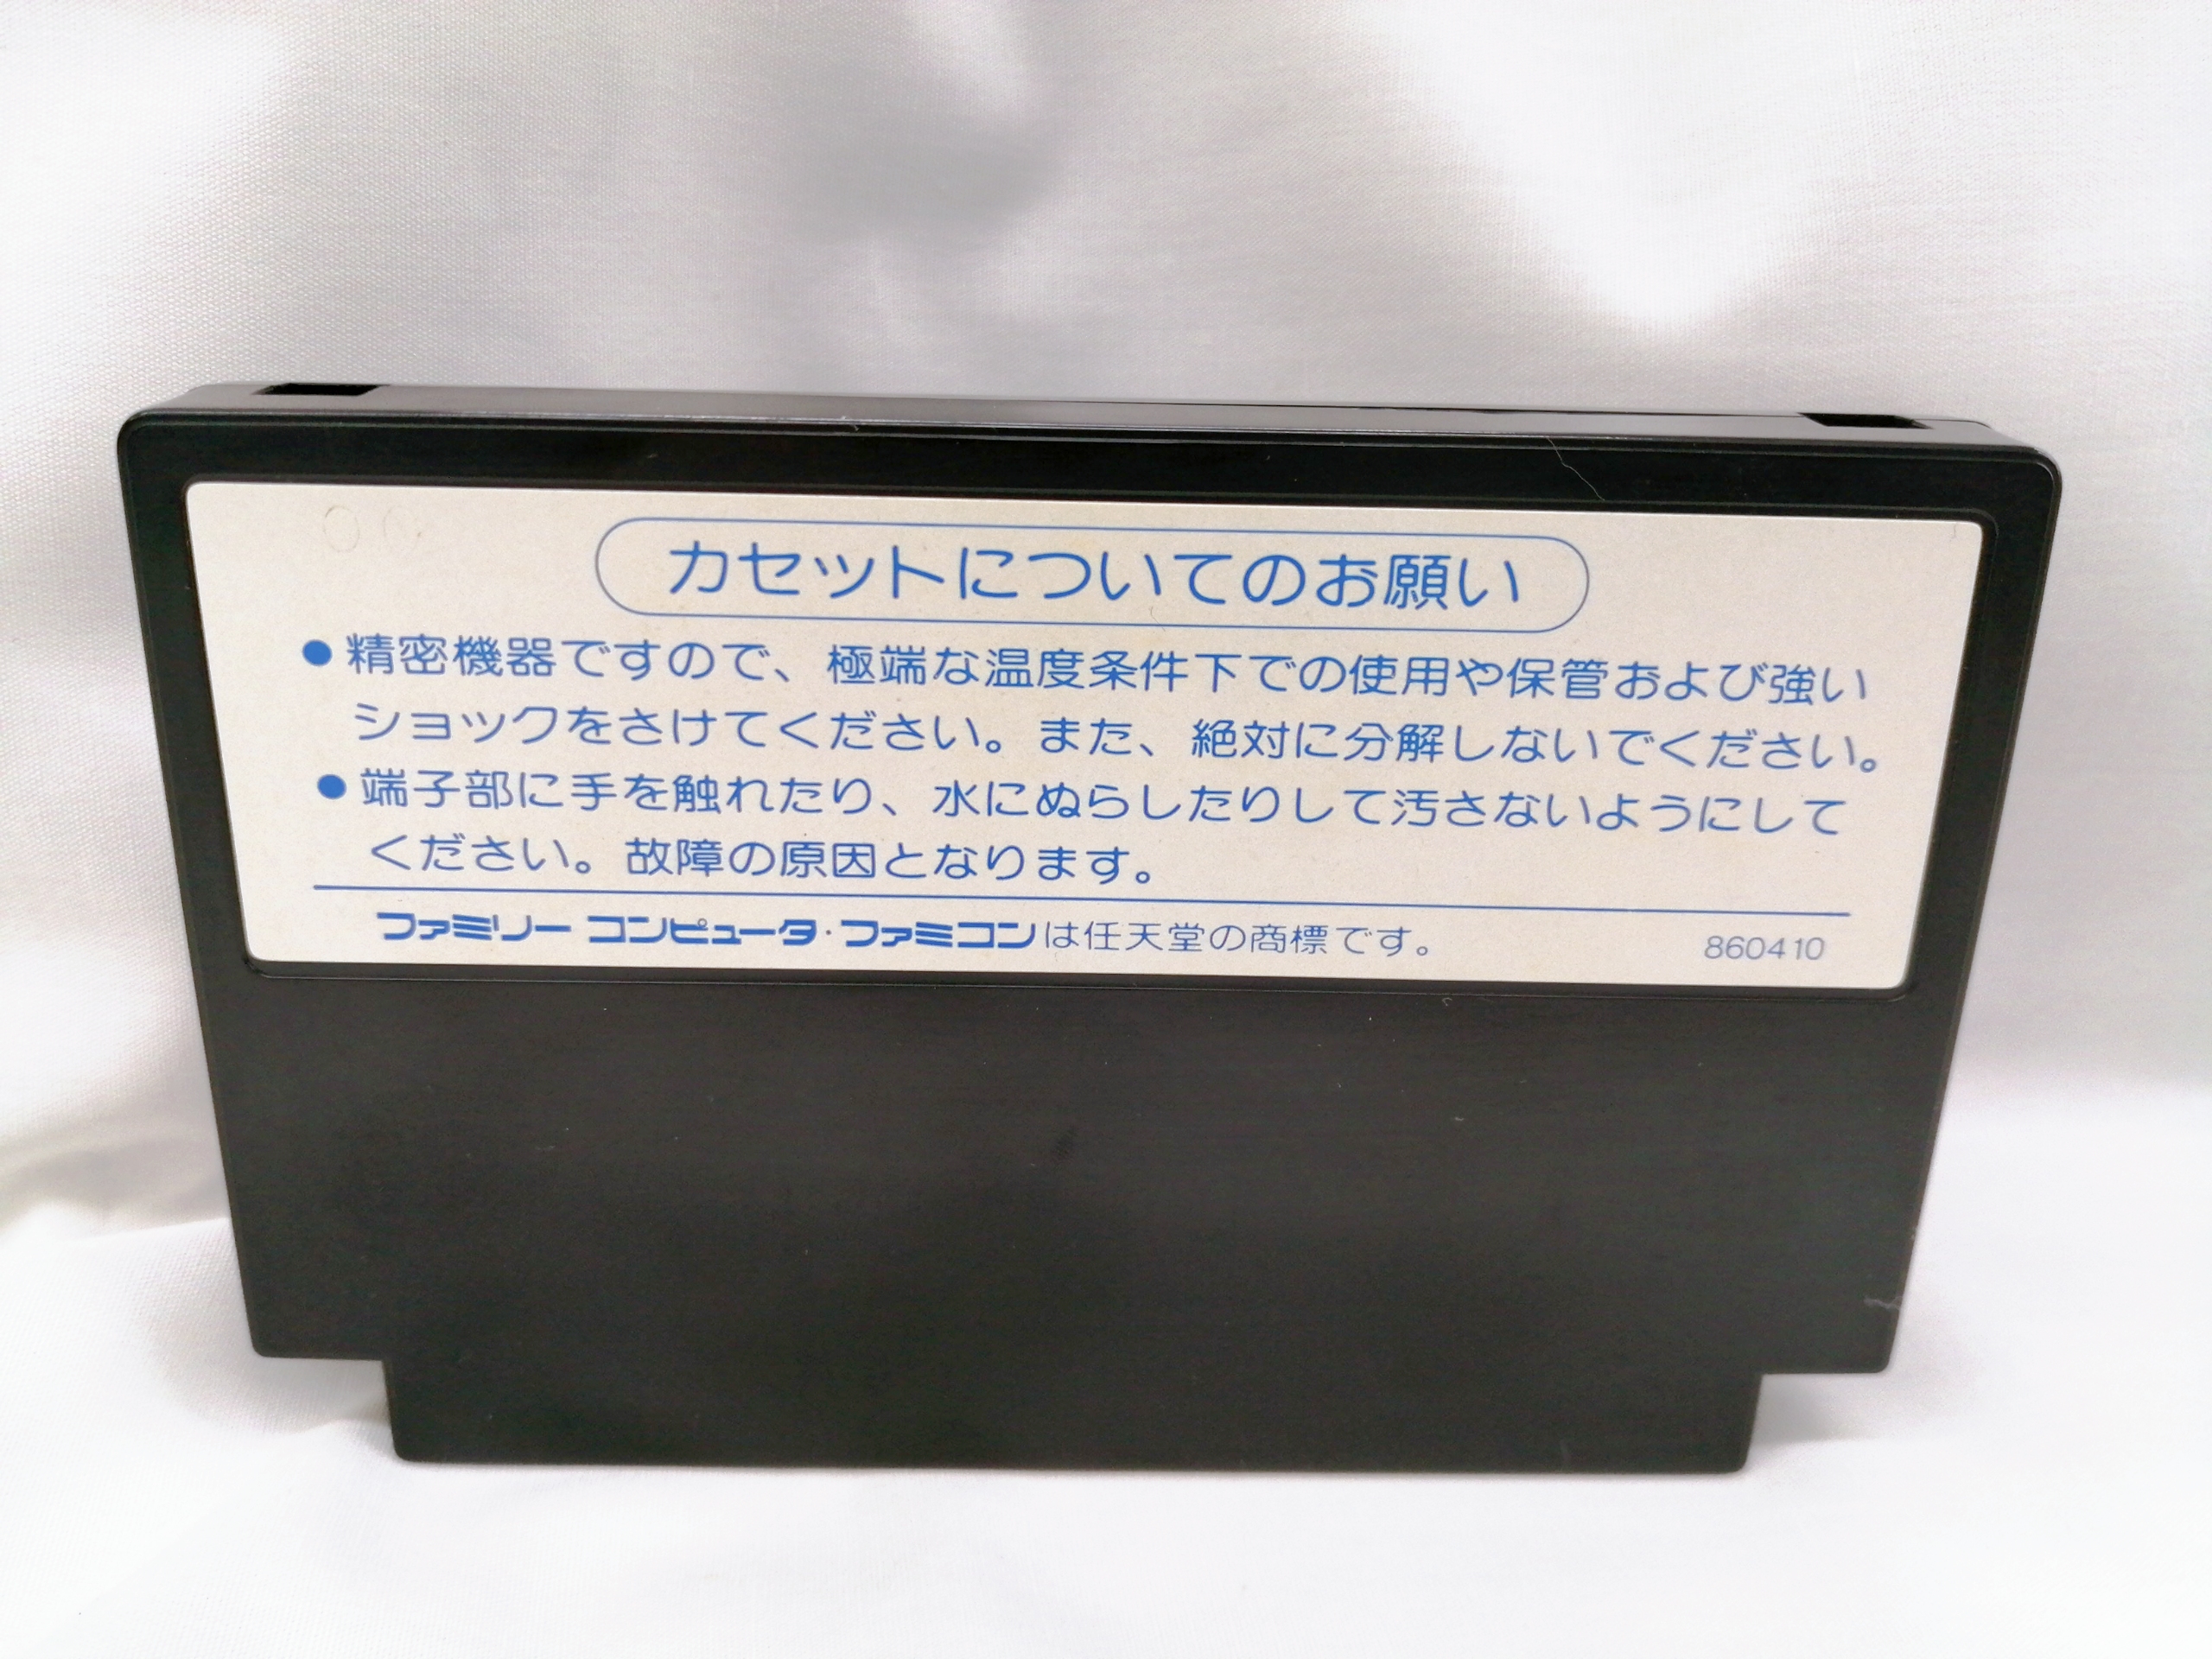 カセットについてのお願い
●精密機器ですので、極端な温度条件下での使用や保管および強い
ショックをさけてください。また、絶対に分解しないでください。
●端子部に手を触れたり、水にぬらしたりして汚さないようにして
ください。故障の原因となります。
ファミリー コンピュータ・ファミコンは任天堂の商標です。 860410